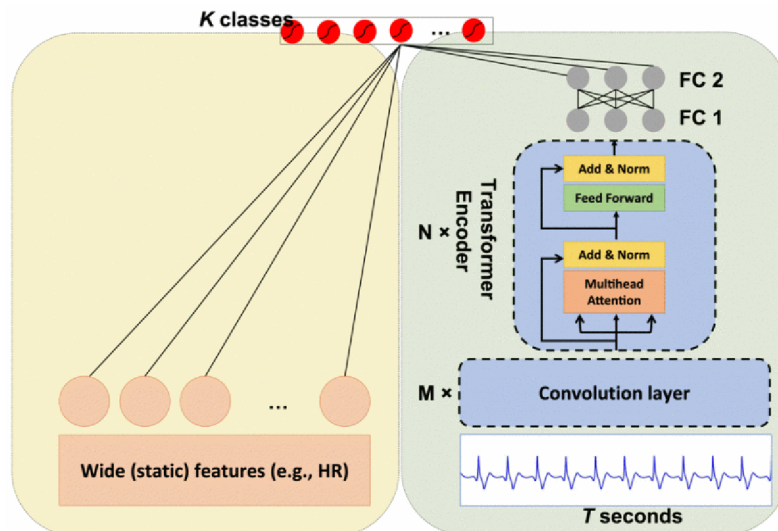 K classes
...
FC 2
FC 1
Add & Norm
Feed Forward
N ×
Transformer
Encoder
Add & Norm
Multihead
Attention
...
M ×
Convolution layer
Wide (static) features (e.g., HR)
T seconds